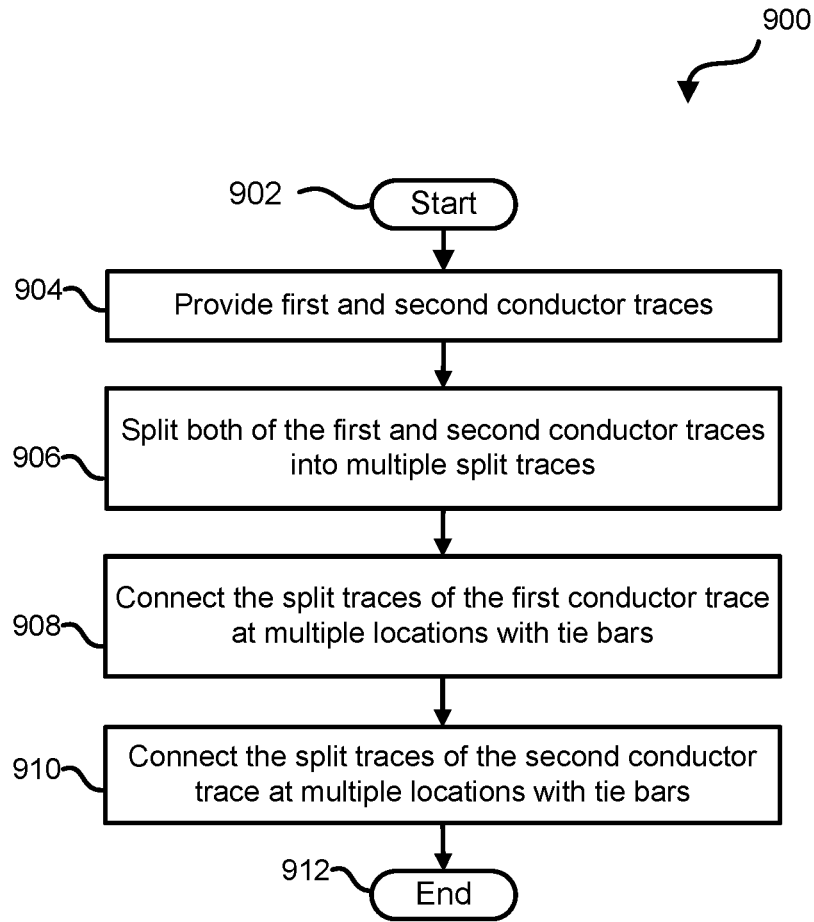 900
902
Start
904
Provide first and second conductor traces
906
Split both of the first and second conductor traces
into multiple split traces
908
Connect the split traces of the first conductor trace
at multiple locations with tie bars
910
Connect the split traces of the second conductor
trace at multiple locations with tie bars
912
End